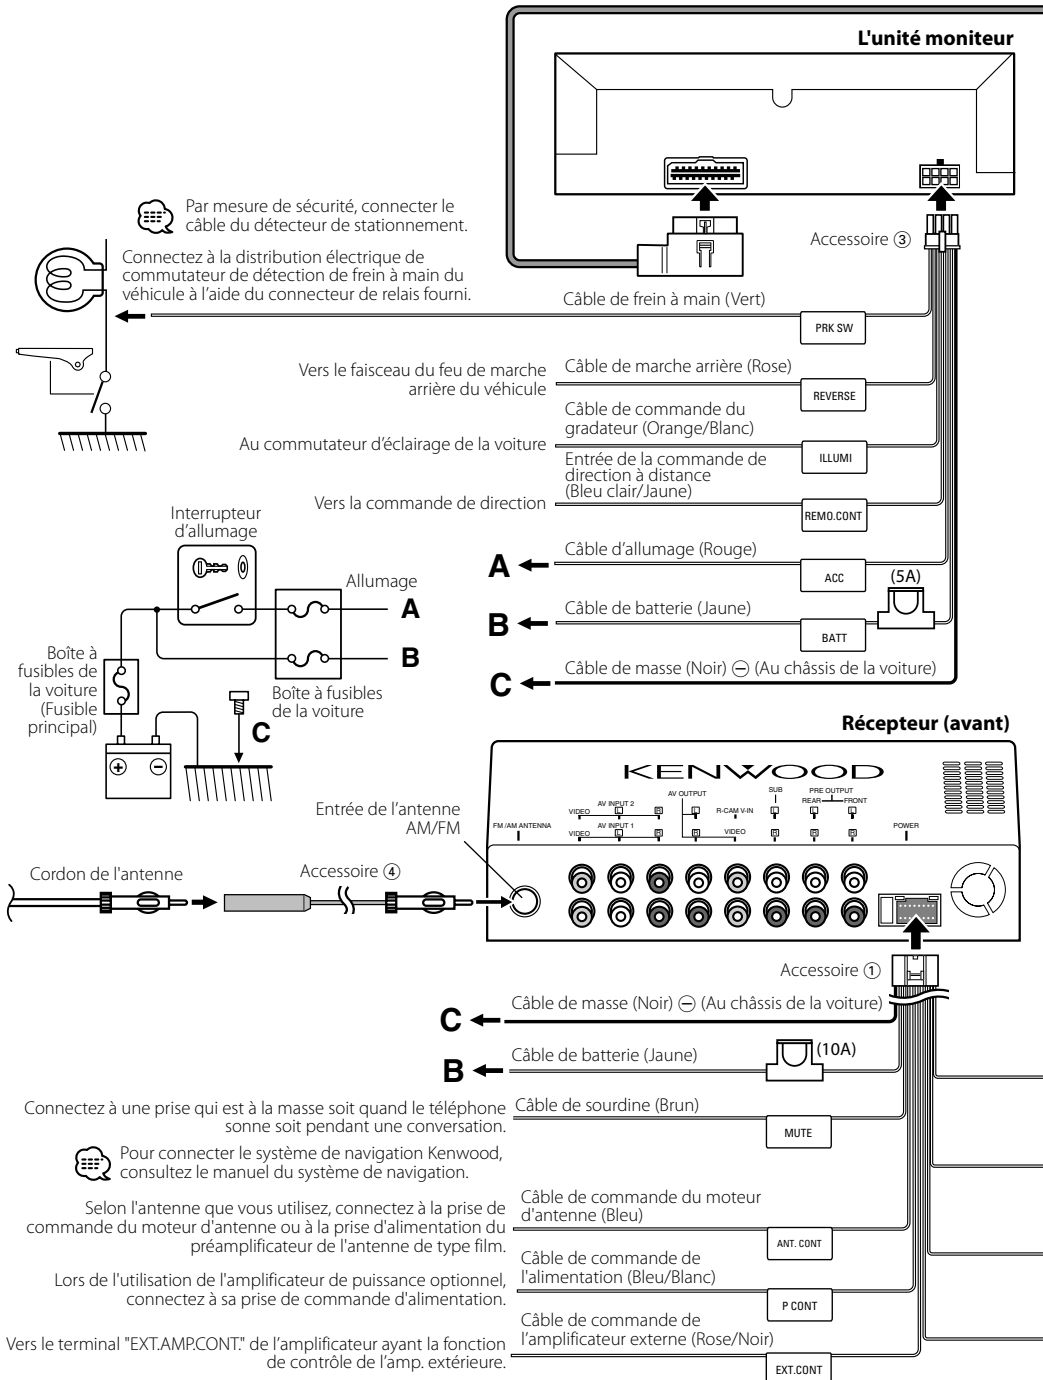 L'unité moniteur
Par mesure de sécurité, connecter le
câble du détecteur de stationnement.
Accessoire ③
Connectez à la distribution électrique de
commutateur de détection de frein à main du
véhicule à l'aide du connecteur de relais fourni.
Câble de frein à main (Vert)
PRK SW
Vers le faisceau du feu de marche
arrière du véhicule
Câble de marche arrière (Rose)
REVERSE
Câble de commande du
gradateur (Orange/Blanc)
Au commutateur d'éclairage de la voiture
ILLUMI
Entrée de la commande de
direction à distance
(Bleu clair/Jaune)
Vers la commande de direction
REMO.CONT
Interrupteur
d'allumage
Câble d'allumage (Rouge)
A
ACC
(5A)
Allumage
A
Câble de batterie (Jaune)
B
BATT
B
Boîte à
fusibles de
la voiture
(Fusible
principal)
Câble de masse (Noir) ⊖ (Au châsis de la voiture)
C
Boîte à fusibles
de la voiture
C
⊕ ⊖
Récepteur (avant)
KENWOOD
Entrée de l'antenne
AM/FM
FM /AM ANTENNA
VIDEO
AV INPUT 2
L
R
VIDEO
AV INPUT 1
L
R
AV OUTPUT
L
R
R-CAM V-IN
VIDEO
SUB
L
R
PRE OUTPUT
REAR
FRONT
L
L
R
R
POWER
Cordon de l'antenne
Accessoire ④
Accessoire ①
Câble de masse (Noir) ⊖ (Au châsis de la voiture)
C
Câble de batterie (Jaune)
(10A)
B
Connectez à une prise qui est à la masse soit quand le téléphone
sonne soit pendant une conversation.
Câble de sourdine (Brun)
MUTE
Pour connecter le système de navigation Kenwood,
consultez le manuel du système de navigation.
Selon l'antenne que vous utilisez, connectez à la prise de
commande du moteur d'antenne ou à la prise d'alimentation du
préamplificateur de l'antenne de type film.
Câble de commande du moteur
d'antenne (Bleu)
ANT. CONT
Lors de l'utilisation de l'amplificateur de puissance optionnel,
connectez à sa prise de commande d'alimentation.
Câble de commande de
l'alimentation (Bleu/Blanc)
P CONT
Vers le terminal "EXT.AMP.CONT." de l'amplificateur ayant la fonction
de contrôle de l'amp. extérieure.
Câble de commande de
l'amplificateur externe (Rose/Noir)
EXT.CONT